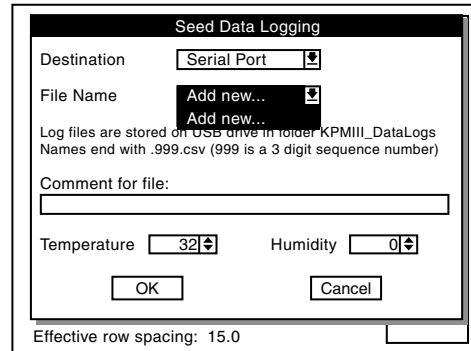 Seed Data Logging
Destination Serial Port
File Name Add new...
Add new...
Log files are stored on USB drive in folder KPMIII_DataLogs
Names end with .999.csv (999 is a 3 digit sequence number)
Comment for file:
Temperature 32 Humidity 0
OK Cancel
Effective row spacing: 15.0